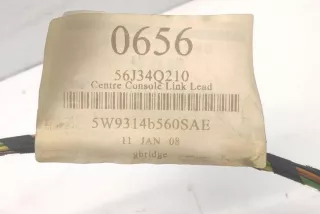 0656
56J34Q210
Centre Console Link Lead
5W9314b560SAE
11 JAN 08
gbridge